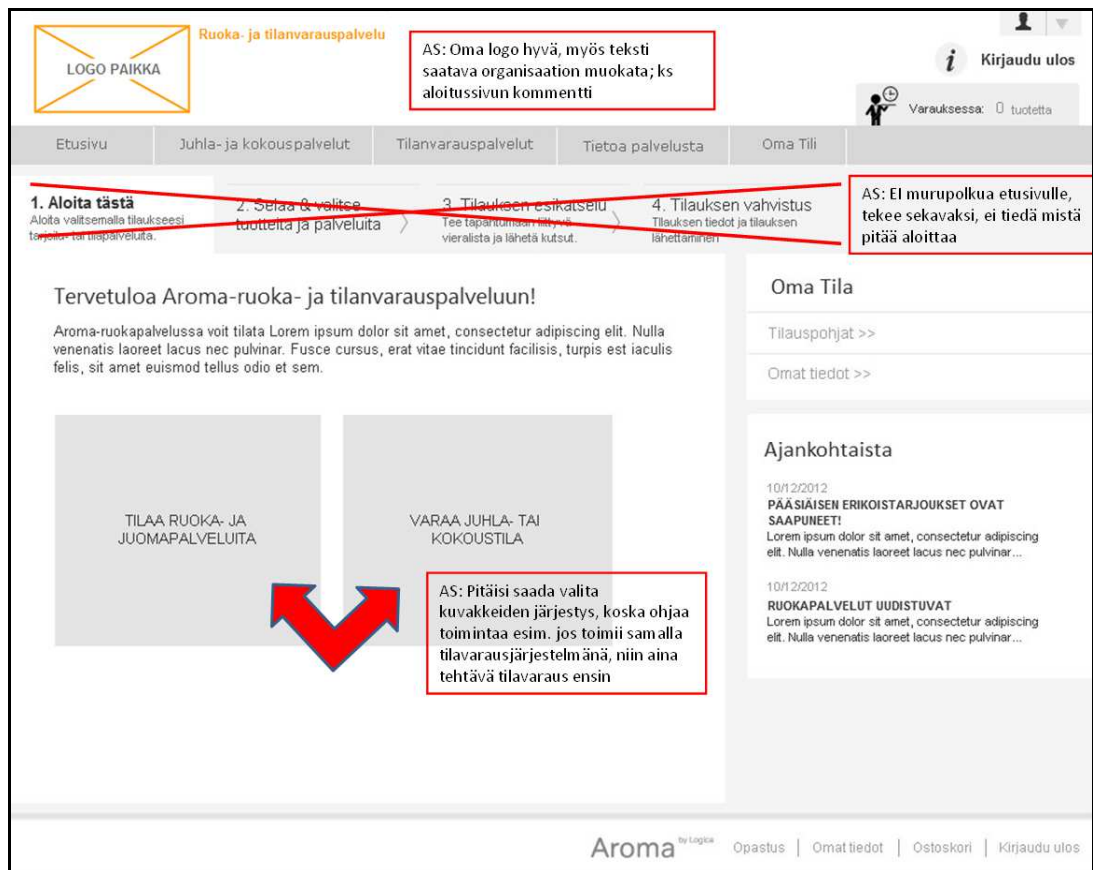 LOGO PAIKKA
Ruoka- ja tilanvarauspalvelu
AS: Oma logo hyvä, myös teksti
saatava organisaation muokata; ks
aloitussivun kommentti
i Kirjaudu ulos
Varauksessa: 0 tuotetta
Etusivu Juhla- ja kokouspalvelut Tilanvarauspalvelut Tietoa palvelusta Oma Tili
1. Aloita tästä
Aloita valitsemalla tilaukseesi
tarjoilu- tai tilapalveluita.
2. Selaa & valitse
tuotteita ja palveluita
3. Tilauksen esikatselu
Tee tapahtumaan liittyvä
vieralista ja lähetä kutsut.
4. Tilauksen vahvistus
Tilauksen tiedot ja tilauksen
lähettäminen
AS: EI murupolkua etusivulle,
tekee sekavaksi, ei tiedä mistä
pitää aloittaa
Tervetuloa Aroma-ruoka- ja tilanvarauspalveluun!
Aroma-ruokapalvelussa voit tilata Lorem ipsum dolor sit amet, consectetur adipiscing elit. Nulla
venenatis laoreet lacus nec pulvinar. Fusce cursus, erat vitae tincidunt facilisis, turpis est iaculis
felis, sit amet euismod tellus odio et sem.
TILAA RUOKA- JA
JUOMAPALVELUITA
VARAA JUHLA- TAI
KOKOUSTILA
AS: Pitäisi saada valita
kuvakkeiden järjestys, koska ohjaa
toimintaa esim. jos toimii samalla
tilavarausjärjestelmänä, niin aina
tehtävä tilavaraus ensin
Oma Tila
Tilauspohjat >>
Omat tiedot >>
Ajankohtaista
10/12/2012
PÄÄSIÄISEN ERIKOISTARJOUKSET OVAT
SAAPUNEET!
Lorem ipsum dolor sit amet, consectetur adipiscing
elit. Nulla venenatis laoreet lacus nec pulvinar...
10/12/2012
RUOKAPALVELUT UUDISTUVAT
Lorem ipsum dolor sit amet, consectetur adipiscing
elit. Nulla venenatis laoreet lacus nec pulvinar...
Aroma by Logica Opastus | Omat tiedot | Ostoskori | Kirjaudu ulos